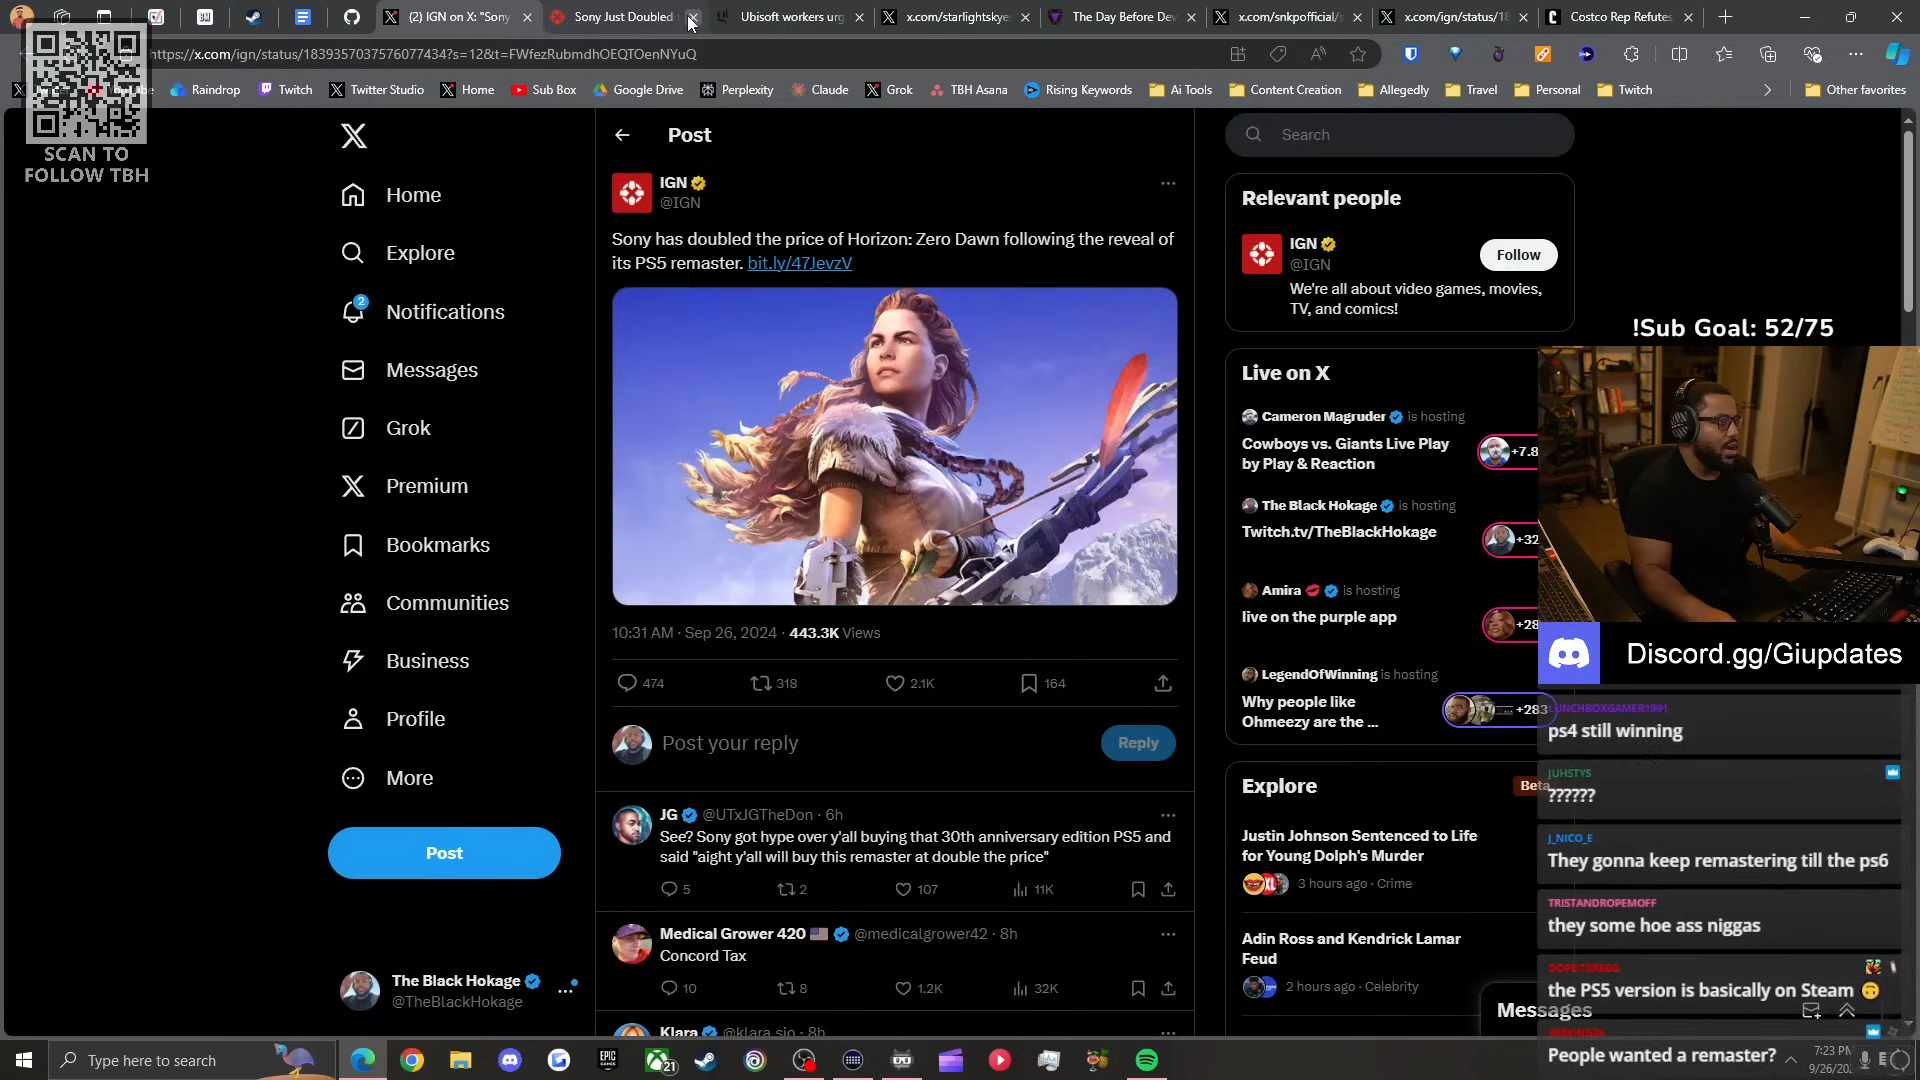 (2) IGN on X: "Sony
Sony Just Doubled
Ubisoft workers urg
x.com/starlightskye
The Day Before Dev
x.com/snkpofficial/s
x.com/ign/status/18
Costco Rep Refutes
https://x.com/ign/status/1839357037576077434?s=12&t=FWfezRubmdhOEQTOenNYuQ
Raindrop
Twitch
Twitter Studio
Home
Sub Box
Google Drive
Perplexity
Claude
Grok
TBH Asana
Rising Keywords
Ai Tools
Content Creation
Allegedly
Travel
Personal
Twitch
Other favorites
SCAN TO
FOLLOW TBH
Home
Explore
2
Notifications
Messages
Grok
Premium
Bookmarks
Communities
Business
Profile
More
Post
The Black Hokage
@TheBlackHokage
Post
IGN
@IGN
Sony has doubled the price of Horizon: Zero Dawn following the reveal of
its PS5 remaster. bit.ly/47JevzV
10:31 AM · Sep 26, 2024 · 443.3K Views
474
318
2.1K
164
Post your reply
Reply
JG @UTxJGTheDon · 6h
See? Sony got hype over y'all buying that 30th anniversary edition PS5 and
said "aight y'all will buy this remaster at double the price"
5
2
107
11K
Medical Grower 420 @medicalgrower42 · 8h
Concord Tax
10
8
1.2K
32K
Klara @klara_sjo · 8h
Search
Relevant people
IGN
@IGN
Follow
We're all about video games, movies,
TV, and comics!
Live on X
Cameron Magruder is hosting
Cowboys vs. Giants Live Play
by Play & Reaction
+7.8
The Black Hokage is hosting
Twitch.tv/TheBlackHokage
+32
Amira is hosting
live on the purple app
+28
LegendOfWinning is hosting
Why people like
Ohmeezy are the ...
+283
Explore
Beta
Justin Johnson Sentenced to Life
for Young Dolph's Murder
3 hours ago · Crime
Adin Ross and Kendrick Lamar
Feud
2 hours ago · Celebrity
Messages
!Sub Goal: 52/75
Discord.gg/Giupdates
LUNCHBOXGAMER1991
ps4 still winning
JUHSTY5
??????
J_NICO_E
They gonna keep remastering till the ps6
TRISTANDROPEMOFF
they some hoe ass niggas
the PS5 version is basically on Steam
People wanted a remaster?
Type here to search
21
7:23 PM